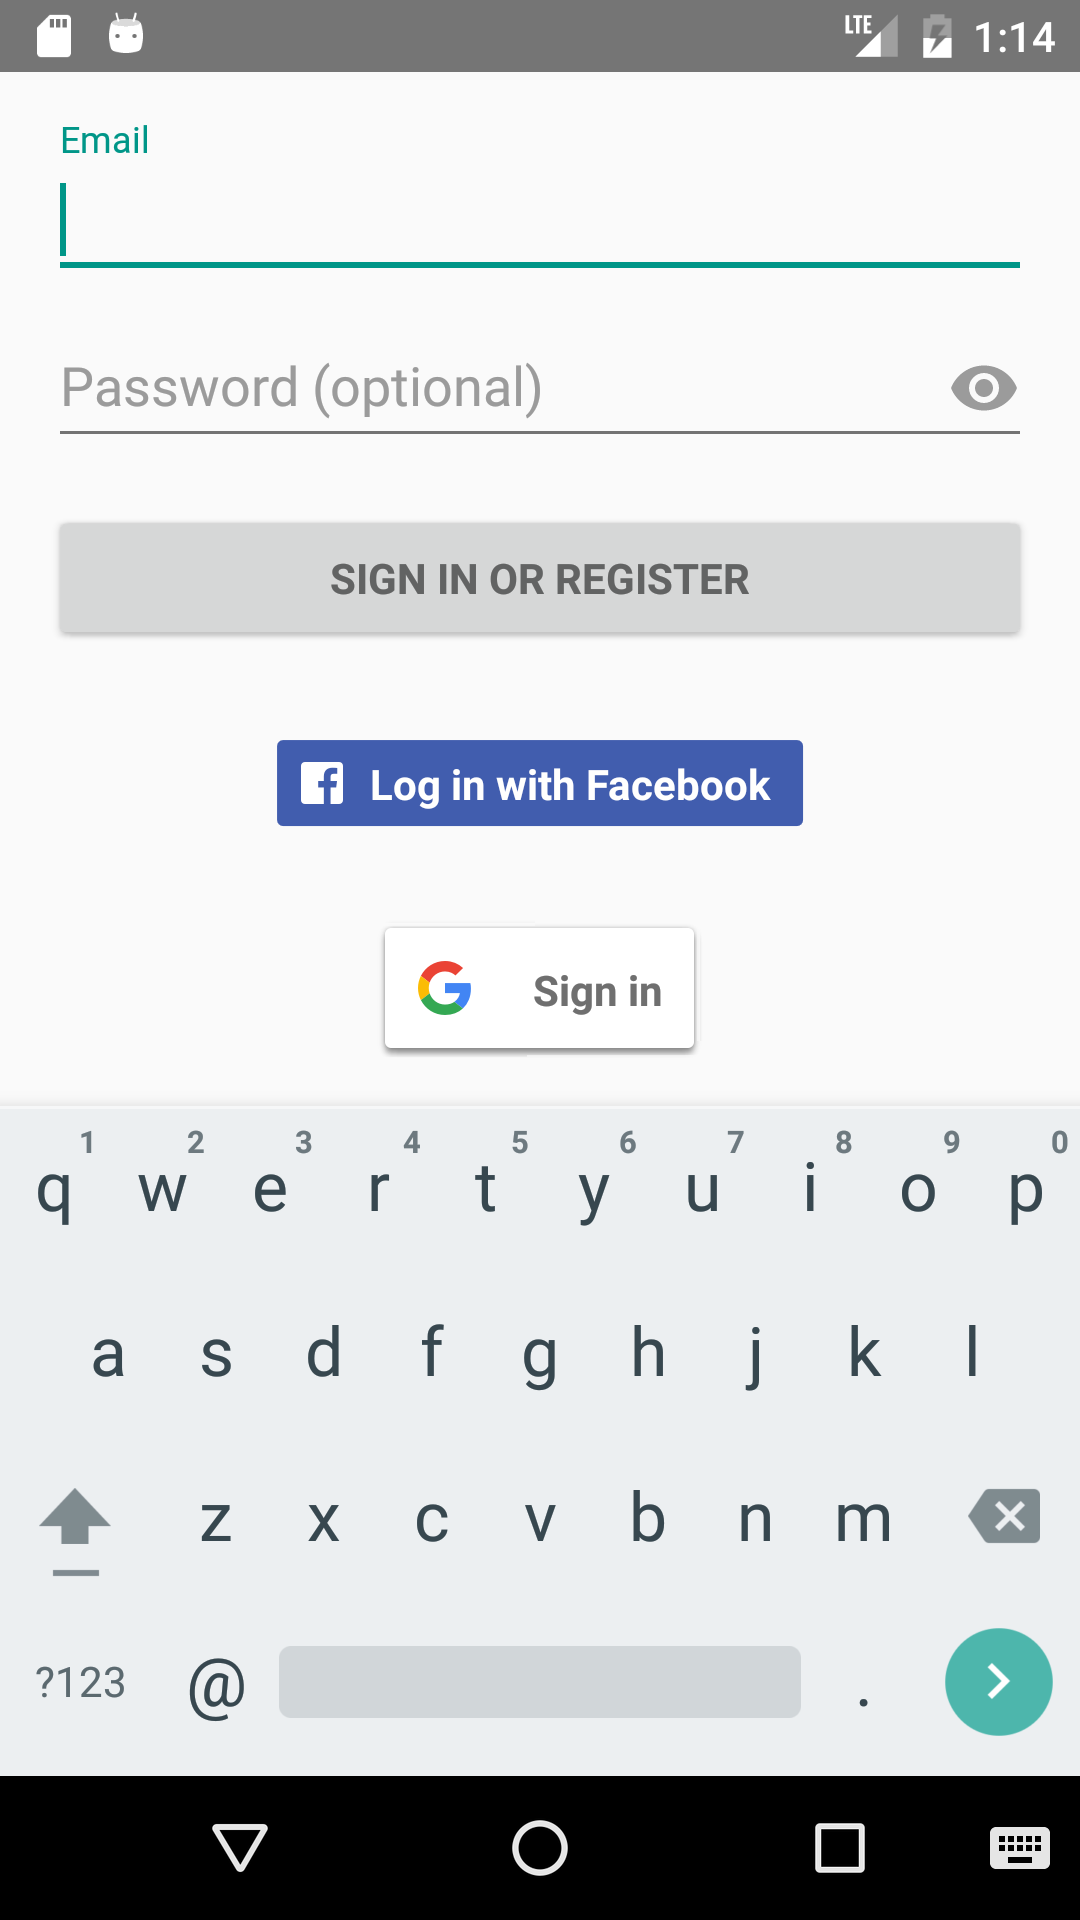 LTE 1:14
Email
Password (optional)
SIGN IN OR REGISTER
Log in with Facebook
Sign in
1 2 3 4 5 6 7 8 9 0
q w e r t y u i o p
a s d f g h j k l
z x c v b n m
?123 @ .